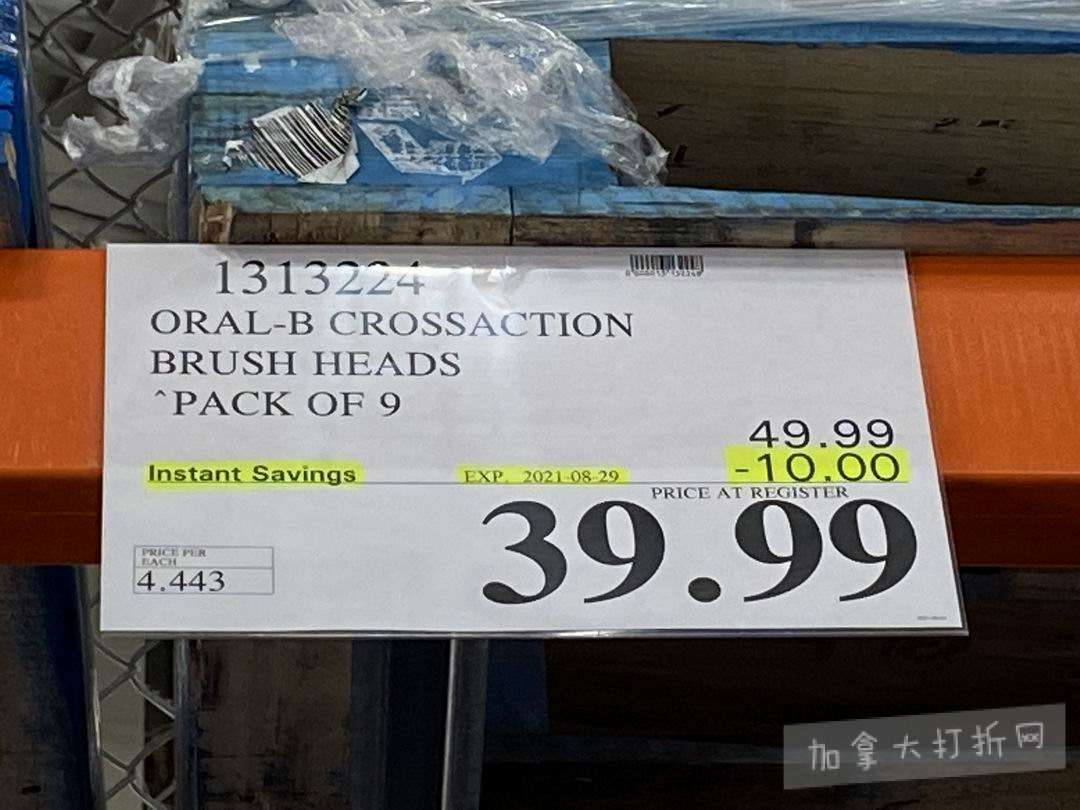 1313224
ORAL-B CROSSACTION
BRUSH HEADS
^PACK OF 9
49.99
Instant Savings EXP. 2021-08-29 -10.00
PRICE AT REGISTER
39.99
PRICE PER
EACH
4.443
加拿大打折网